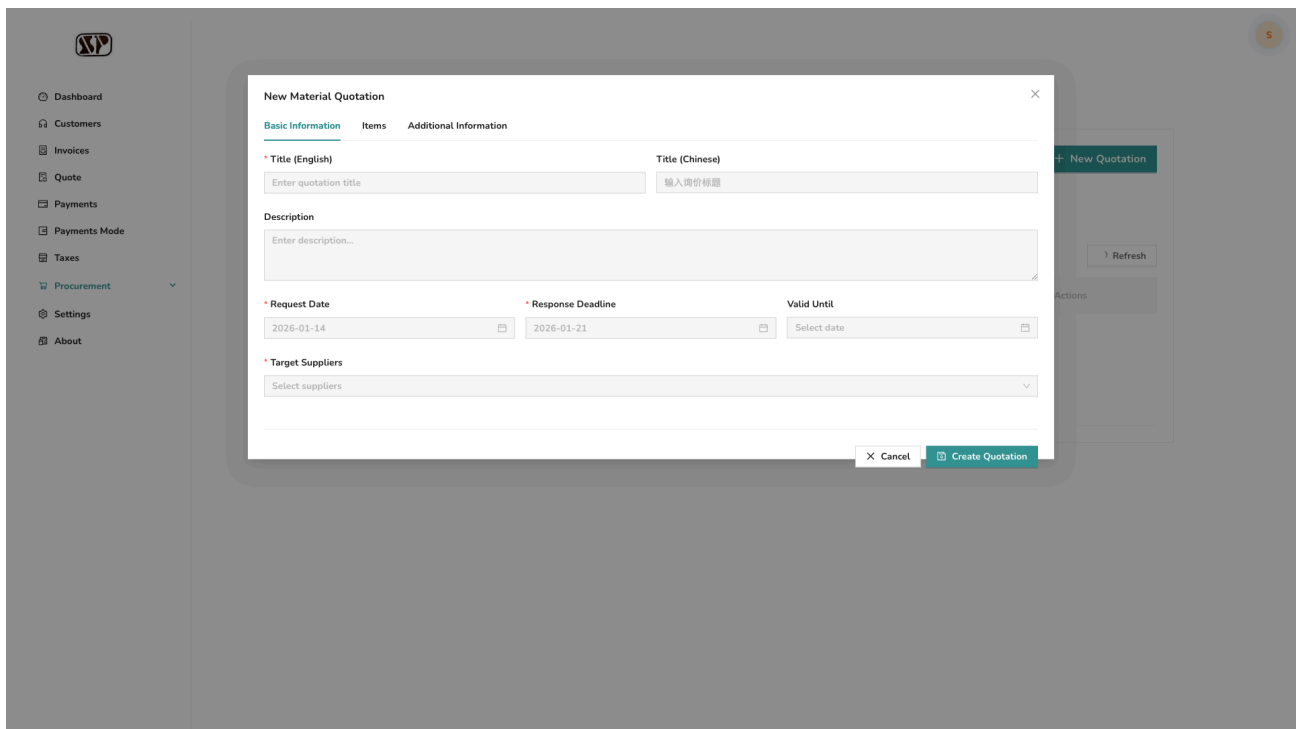 SP
S
Dashboard
Customers
Invoices
Quote
Payments
Payments Mode
Taxes
Procurement
Settings
About
New Material Quotation
Basic Information Items Additional Information
* Title (English) Title (Chinese)
Enter quotation title 输入询价标题
Description
Enter description...
* Request Date * Response Deadline Valid Until
2026-01-14 2026-01-21 Select date
* Target Suppliers
Select suppliers
Cancel Create Quotation
+ New Quotation
Refresh
Actions